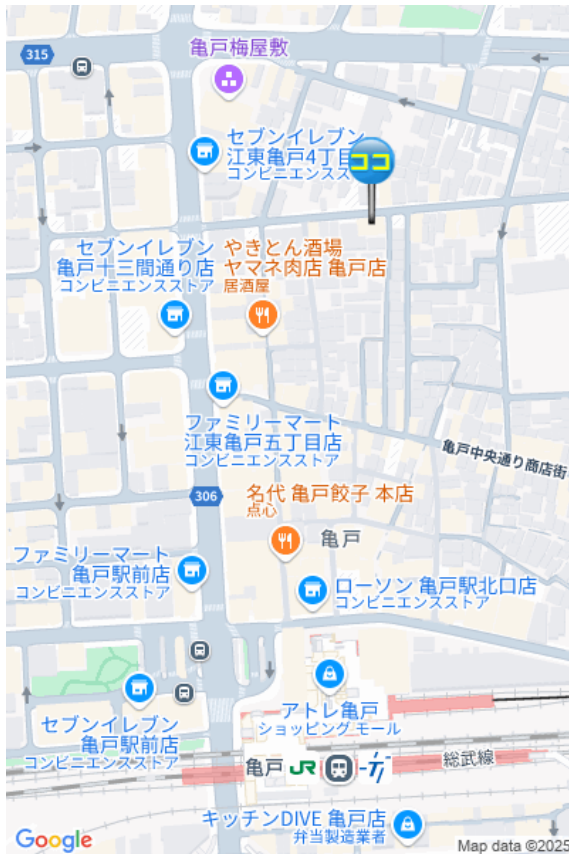 315
亀戸梅屋敷
セブンイレブン
江東亀戸4丁目
コンビニエンスス
ココ
セブンイレブン
亀戸十三間通り店
コンビニエンスストア
やきとん酒場
ヤマネ肉店 亀戸店
居酒屋
ファミリーマート
江東亀戸五丁目店
コンビニエンスストア
亀戸中央通り商店街
306
名代 亀戸餃子 本店
点心
亀戸
ファミリーマート
亀戸駅前店
コンビニエンスストア
ローソン 亀戸駅北口店
コンビニエンスストア
アトレ亀戸
ショッピング モール
セブンイレブン
亀戸駅前店
コンビニエンスストア
亀戸 JR
総武線
キッチンDIVE 亀戸店
弁当製造業者
Google
Map data ©2025